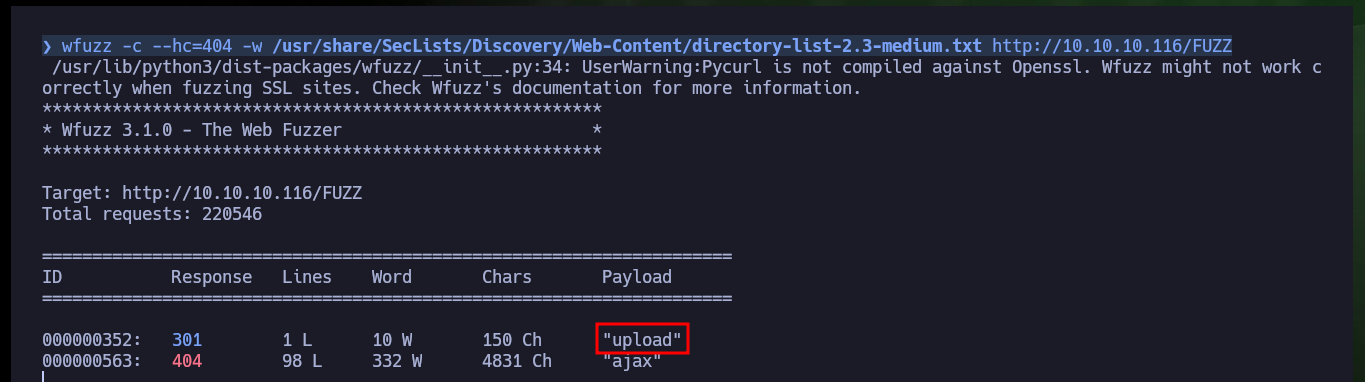 ❯ wfuzz -c --hc=404 -w /usr/share/SecLists/Discovery/Web-Content/directory-list-2.3-medium.txt http://10.10.10.116/FUZZ
/usr/lib/python3/dist-packages/wfuzz/__init__.py:34: UserWarning:Pycurl is not compiled against Openssl. Wfuzz might not work c
orrectly when fuzzing SSL sites. Check Wfuzz's documentation for more information.
********************************************************
* Wfuzz 3.1.0 - The Web Fuzzer                         *
********************************************************
Target: http://10.10.10.116/FUZZ
Total requests: 220546
=====================================================================
ID           Response   Lines    Word       Chars       Payload
=====================================================================
000000352:   301        1 L      10 W       150 Ch      "upload"
000000563:   404        98 L     332 W      4831 Ch     "ajax"